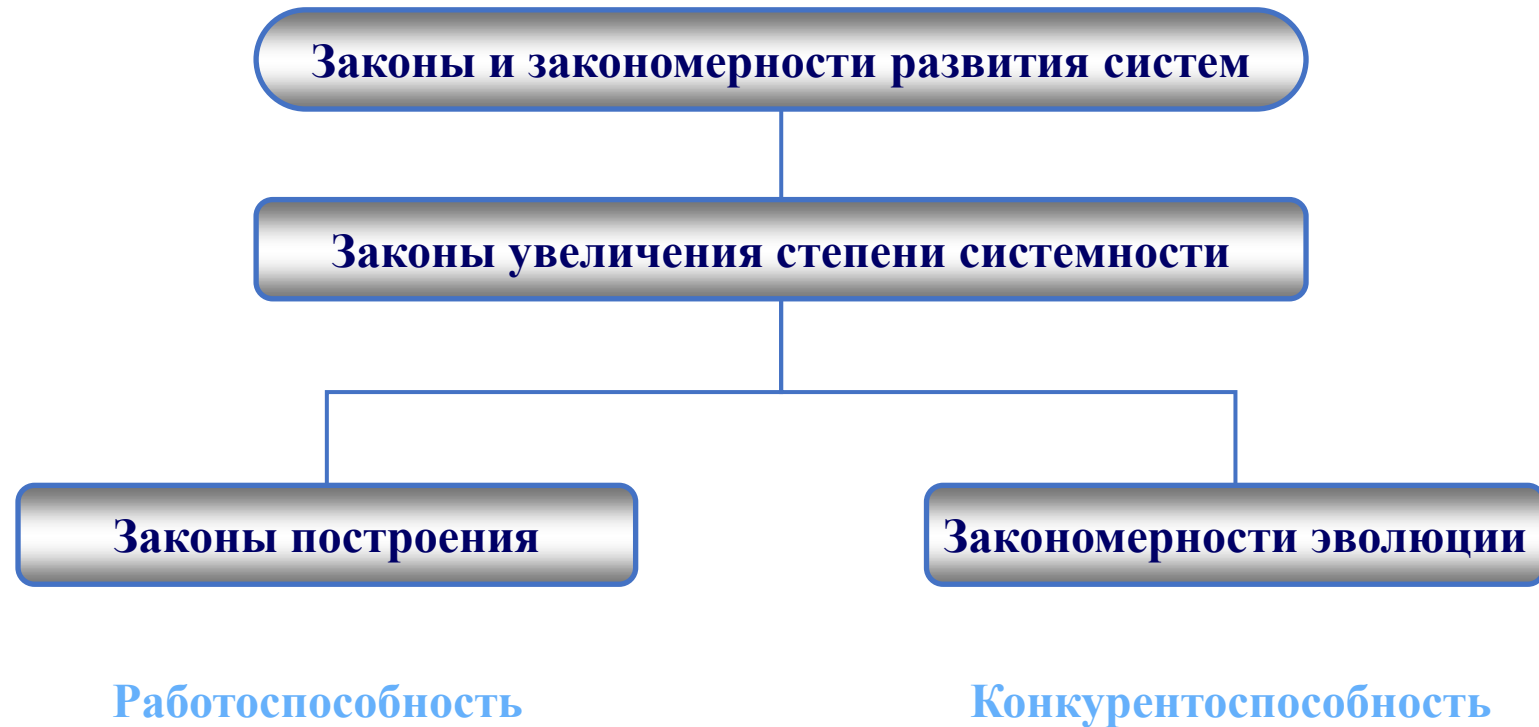 Законы и закономерности развития систем
Законы увеличения степени системности
Законы построения
Закономерности эволюции
Работоспособность
Конкурентоспособность